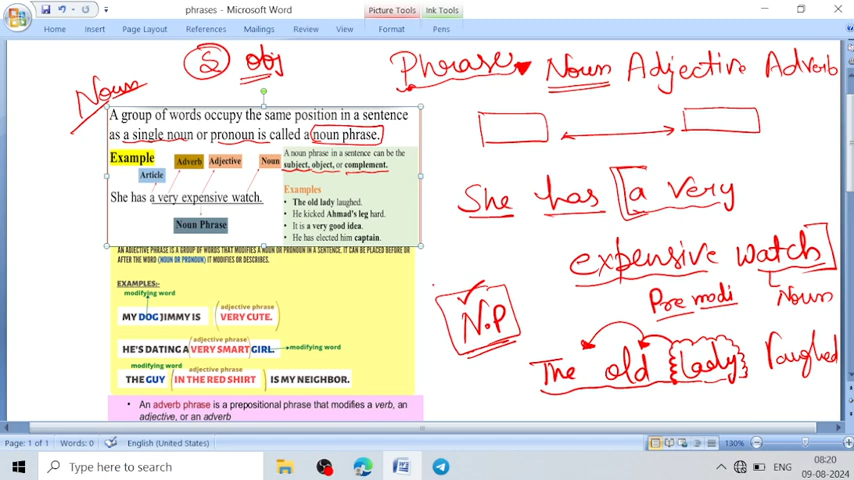 phrases - Microsoft Word
Picture Tools
Ink Tools
Home
Insert
Page Layout
References
Mailings
Review
View
Format
Pens
Noun
② obj
Phrase Noun Adjective Adverb
A group of words occupy the same position in a sentence
as a single noun or pronoun is called a noun phrase.
Example
Article
Adverb
Adjective
Noun
She has a very expensive watch.
Noun Phrase
A noun phrase in a sentence can be the
subject, object, or complement.
Examples
• The old lady laughed.
• He kicked Ahmad's leg hard.
• It is a very good idea.
• He has elected him captain.
AN ADJECTIVE PHRASE IS A GROUP OF WORDS THAT MODIFIES A NOUN OR PRONOUN IN A SENTENCE, IT CAN BE PLACED BEFORE OR
AFTER THE WORD (NOUN OR PRONOUN) IT MODIFIES OR DESCRIBES.
EXAMPLES:-
modifying word
(adjective phrase)
MY DOG JIMMY IS (VERY CUTE.)
(adjective phrase)
HE'S DATING A (VERY SMART) GIRL.
modifying word
modifying word
(adjective phrase)
THE GUY (IN THE RED SHIRT) IS MY NEIGHBOR.
• An adverb phrase is a prepositional phrase that modifies a verb, an
adjective, or an adverb
She has a very
expensive watch
Pre modi Noun
N.P
The old lady laughed
Page: 1 of 1
Words: 0
English (United States)
130%
Type here to search
08:20
09-08-2024